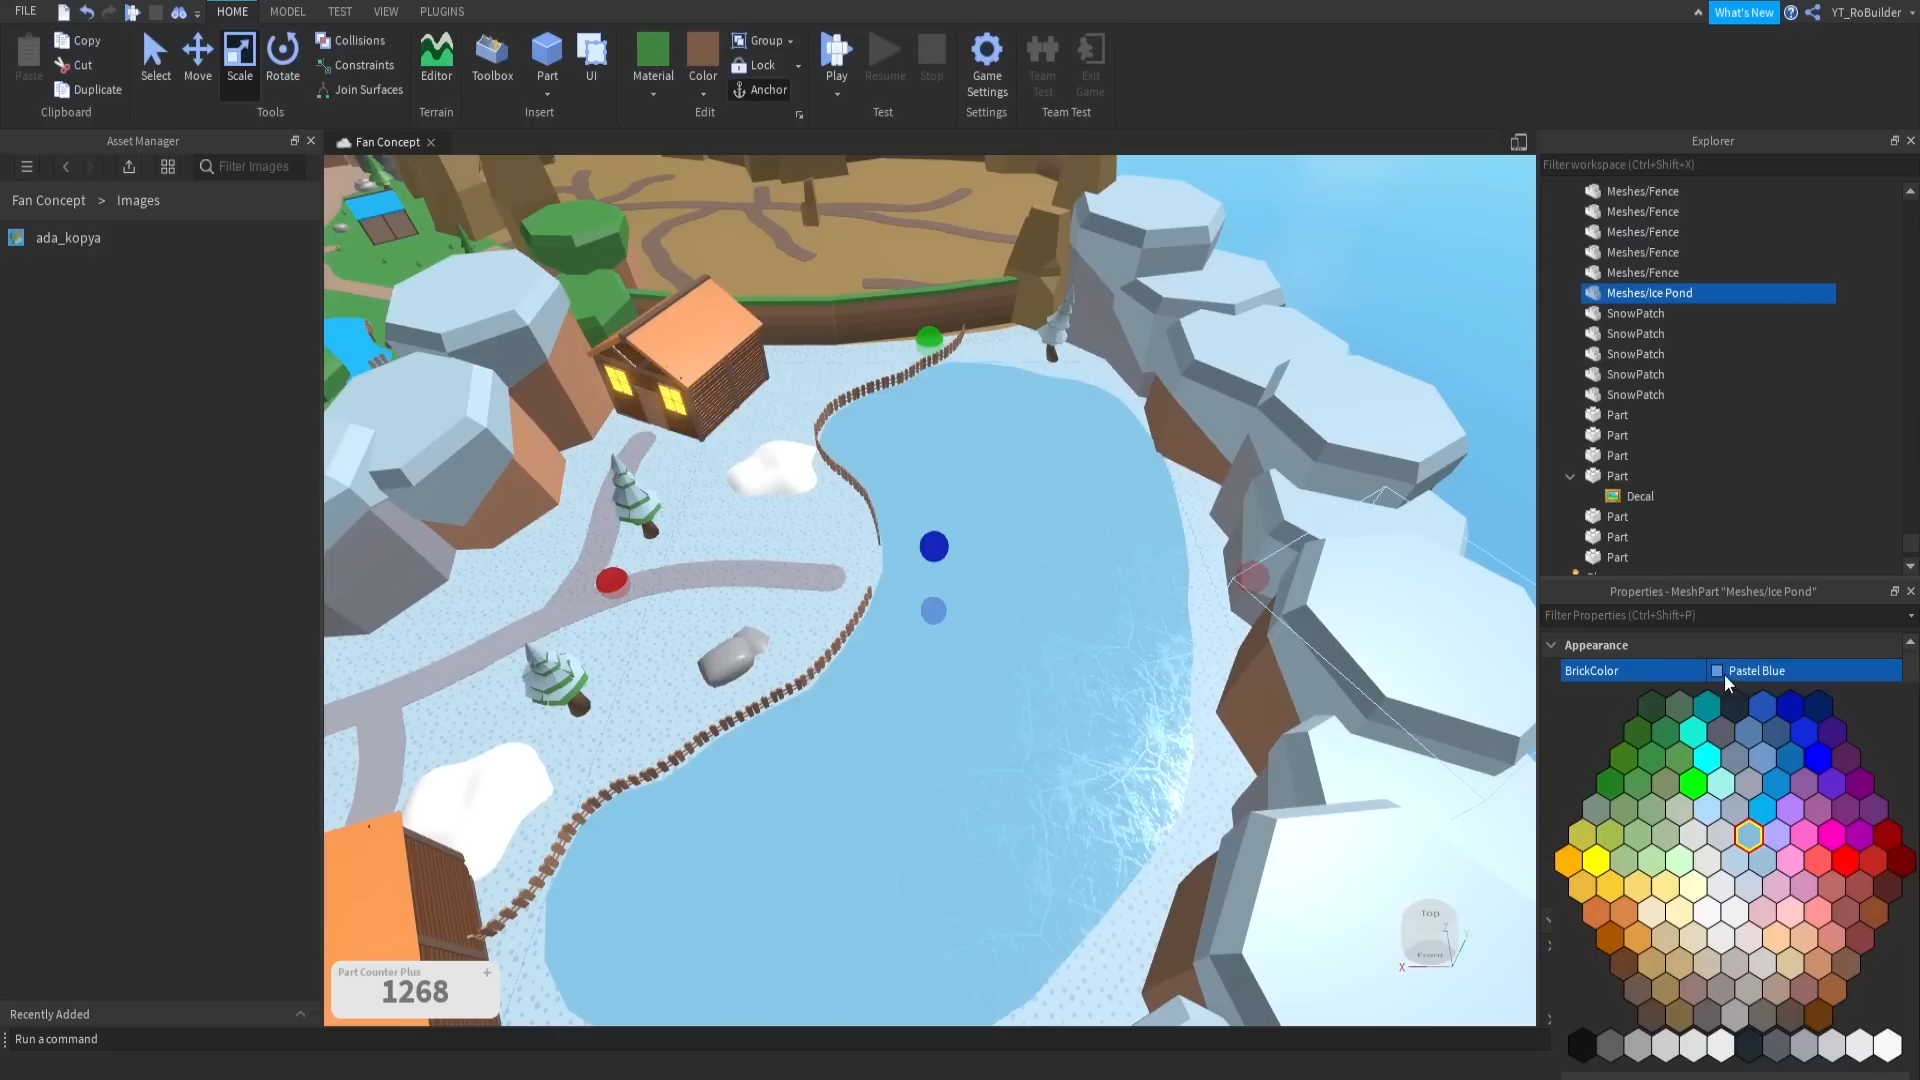 FILE
HOME
MODEL
TEST
VIEW
PLUGINS
What's New
YT_RoBuilder
Paste
Copy
Cut
Duplicate
Clipboard
Select
Move
Scale
Rotate
Collisions
Constraints
Join Surfaces
Tools
Editor
Terrain
Toolbox
Part
UI
Insert
Material
Color
Group
Lock
Anchor
Edit
Play
Resume
Stop
Test
Game
Settings
Settings
Team
Test
Exit
Game
Team Test
Asset Manager
Filter Images
Fan Concept > Images
ada_kopya
Recently Added
Run a command
Fan Concept
Part Counter Plus
+
1268
Top
Front
X
Z
Y
Explorer
Filter workspace (Ctrl+Shift+X)
Meshes/Fence
Meshes/Fence
Meshes/Fence
Meshes/Fence
Meshes/Fence
Meshes/Ice Pond
SnowPatch
SnowPatch
SnowPatch
SnowPatch
SnowPatch
Part
Part
Part
Part
Decal
Part
Part
Part
Properties - MeshPart "Meshes/Ice Pond"
Filter Properties (Ctrl+Shift+P)
Appearance
BrickColor
Pastel Blue